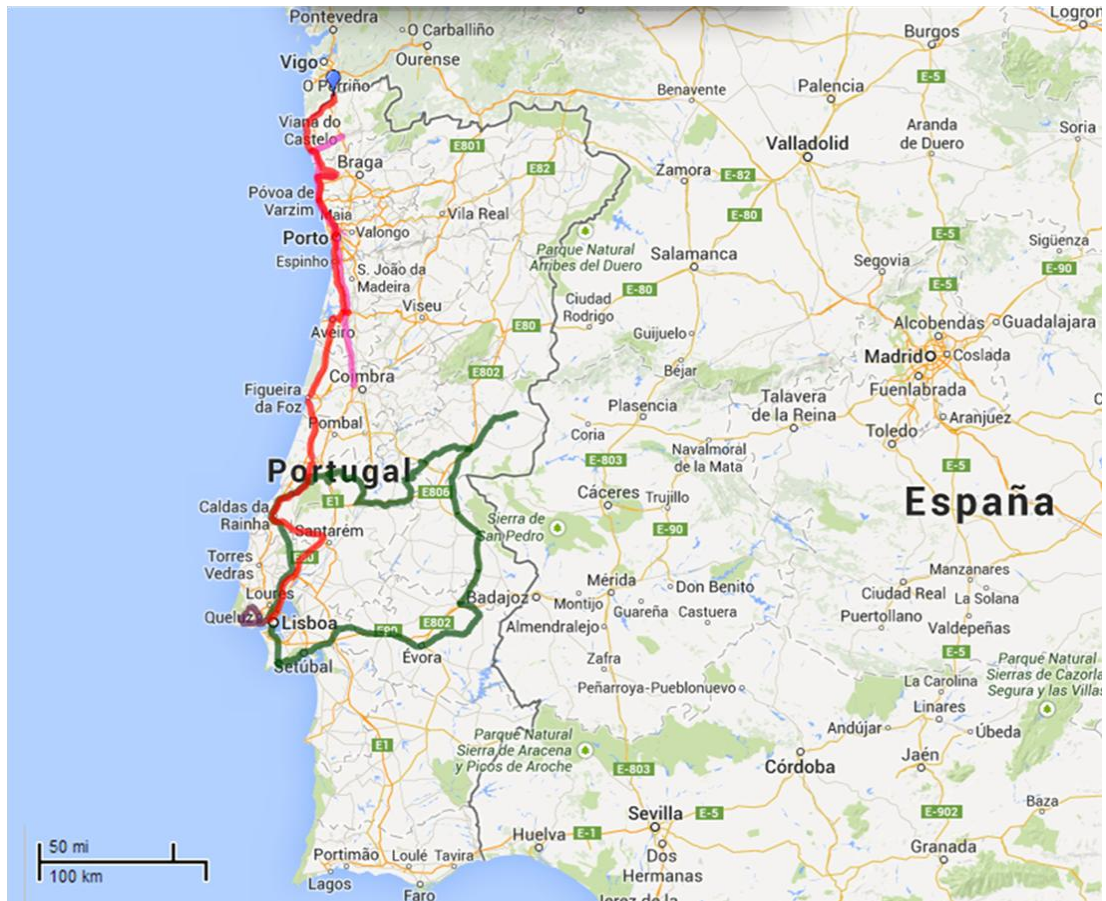 Pontevedra
O Carballiño
Logron
Burgos
Vigo
Ourense
E-5
O Porriño
Benavente
Palencia
Viana do
Castelo
E801
Aranda
de Duero
Soria
Valladolid
Braga
E82
Zamora
E-82
Póvoa de
Varzim
Maia
Vila Real
E-80
Porto
Valongo
E-5
Sigüenza
Espinho
Parque Natural
Arribes del Duero
Salamanca
Segovia
E-90
S. João da
Madeira
E-80
E-5
Viseu
Ciudad
Rodrigo
Aveiro
E80
Guijuelo
Alcobendas
Guadalajara
Madrid
Coslada
E802
Béjar
Coimbra
Fuenlabrada
Figueira
da Foz
Plasencia
Talavera
de la Reina
Aranjuez
Pombal
Coria
Toledo
Navalmoral
de la Mata
Portugal
E-803
E-5
E1
E806
Cáceres
Trujillo
España
Caldas da
Rainha
Sierra de
San Pedro
E-90
Santarém
Torres
Vedras
E80
Manzanares
Mérida
Don Benito
Ciudad Real
La Solana
Loures
Badajoz
Montijo
Guareña
Castuera
Puertollano
Valdepeñas
Queluz
Lisboa
E90
E802
Almendralejo
E-5
Évora
Zafra
Parque Natural
Sierras de Cazorla
Segura y las Villas
Setúbal
Peñarroya-Pueblonuevo
La Carolina
Linares
Andújar
Úbeda
E1
Parque Natural
Sierra de Aracena
y Picos de Aroche
E-803
Córdoba
Jaén
Sevilla
E-5
E-902
Baza
Huelva
E-1
50 mi
100 km
Portimão
Loulé
Tavira
Dos
Hermanas
Granada
Lagos
Faro
Jerez de la